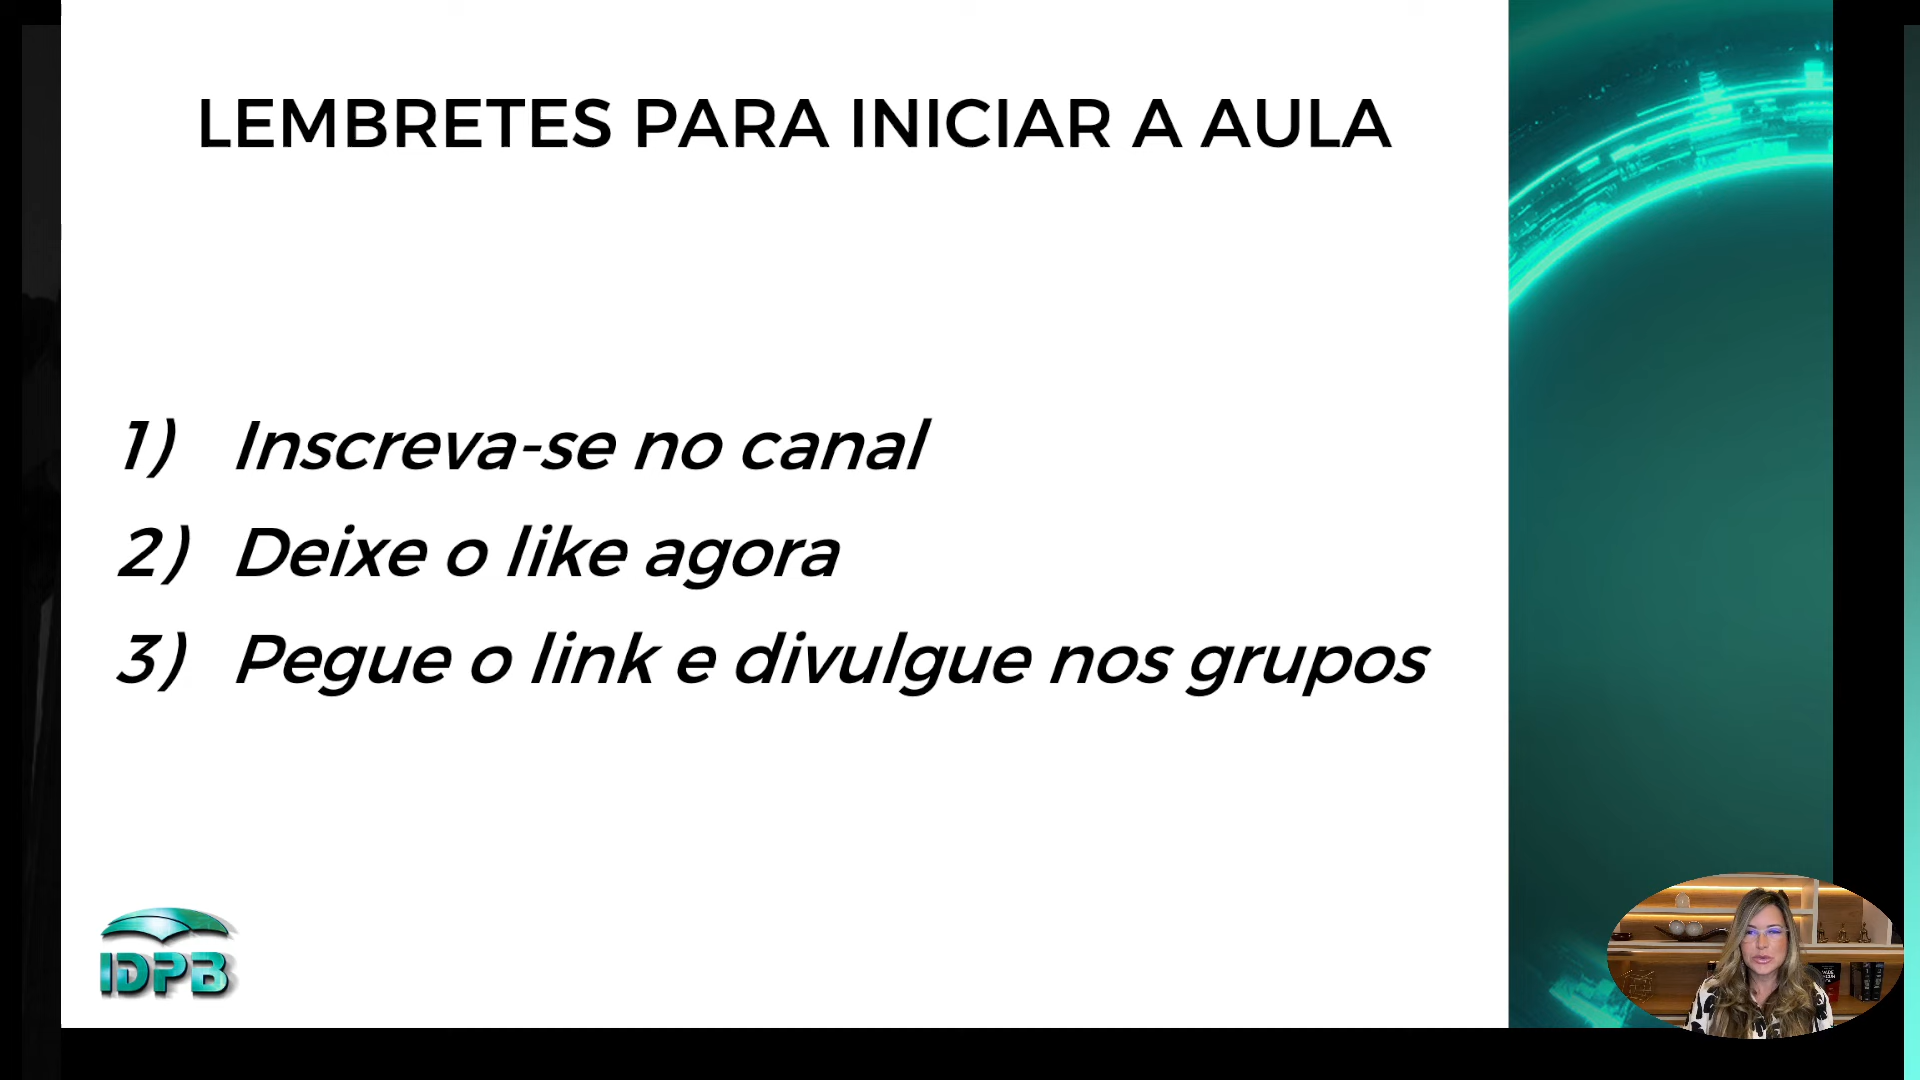 LEMBRETES PARA INICIAR A AULA
1) Inscreva-se no canal
2) Deixe o like agora
3) Pegue o link e divulgue nos grupos
IDPB